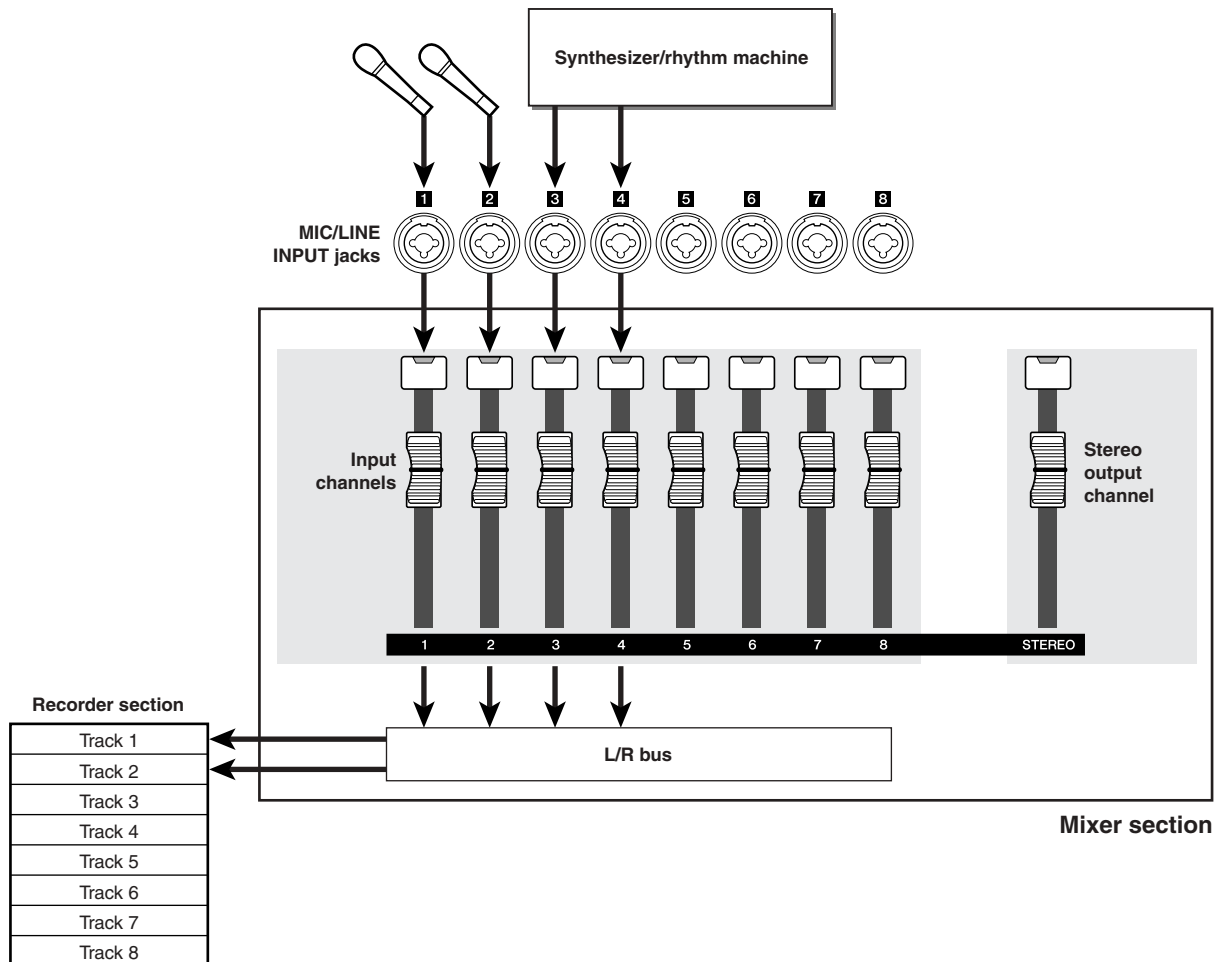 Synthesizer/rhythm machine
1 2 3 4 5 6 7 8
MIC/LINE
INPUT jacks
Input
channels
Stereo
output
channel
1 2 3 4 5 6 7 8 STEREO
Recorder section
Track 1
Track 2
Track 3
Track 4
Track 5
Track 6
Track 7
Track 8
L/R bus
Mixer section